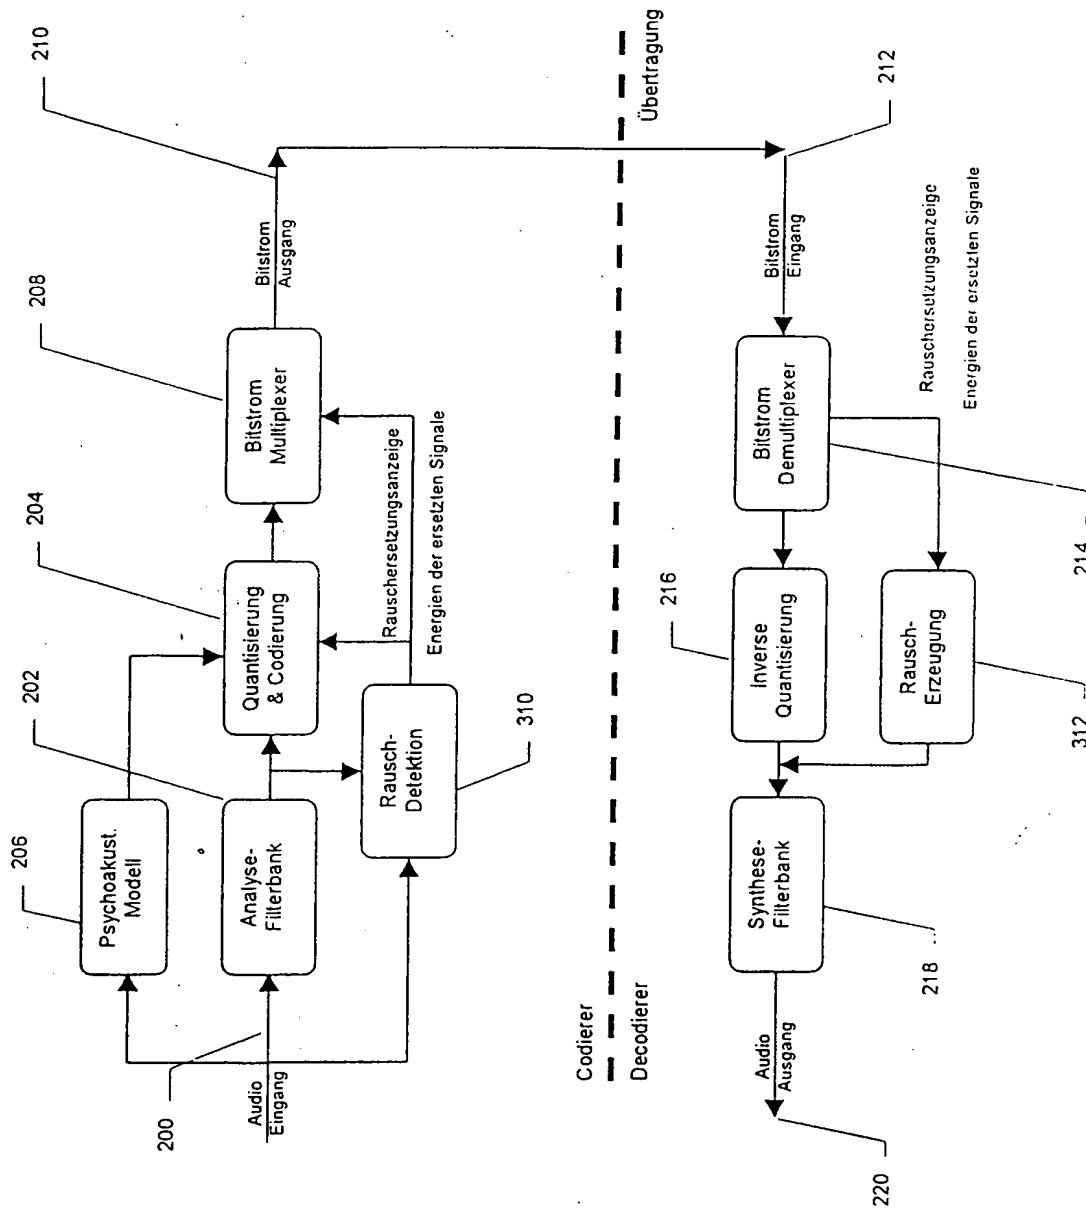 206
Psychoakust.
Modell
202
Analyse-
Filterbank
204
Quantisierung
& Codierung
208
Bitstrom
Multiplexer
210
Bitstrom
Ausgang
200
Audio
Eingang
Rausch-
Detektion
310
Rauschersetzungsanzeige
Energien der ersetzten Signale
Codierer
Decodierer
Übertragung
212
Bitstrom
Eingang
Bitstrom
Demultiplexer
214
Rauschersetzungsanzeige
Energien der ersetzten Signale
216
Inverse
Quantisierung
Rausch-
Erzeugung
312
Synthese-
Filterbank
218
Audio
Ausgang
220